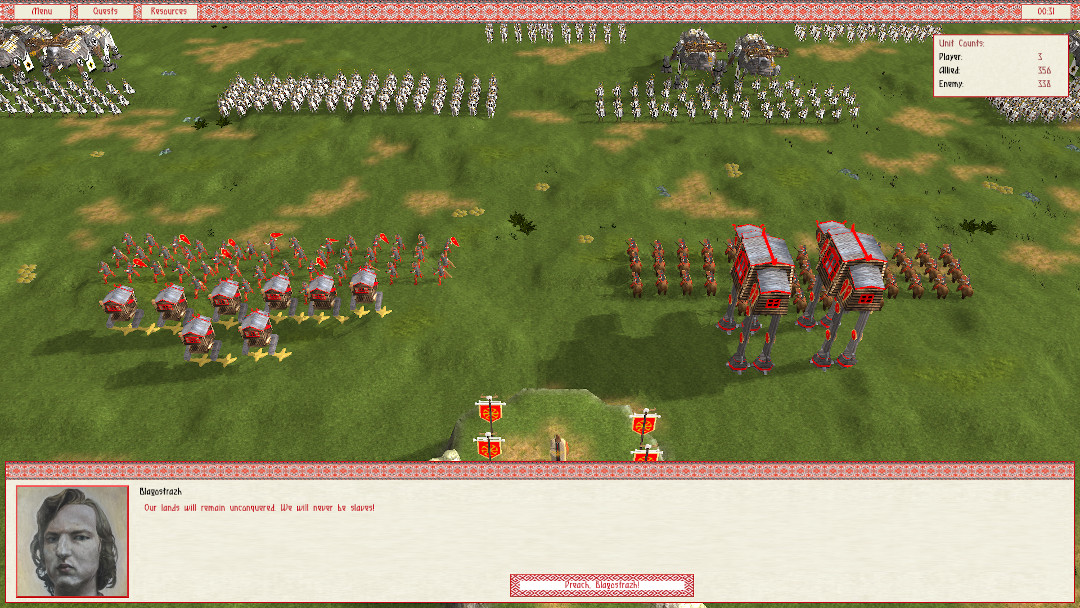 Menu
Quests
Resources
00:31
Unit Counts:
Player: 3
Allied: 356
Enemy: 338
Blagostrazh
Our lands will remain unconquered. We will never be slaves!
Preach, Blagostrazh!